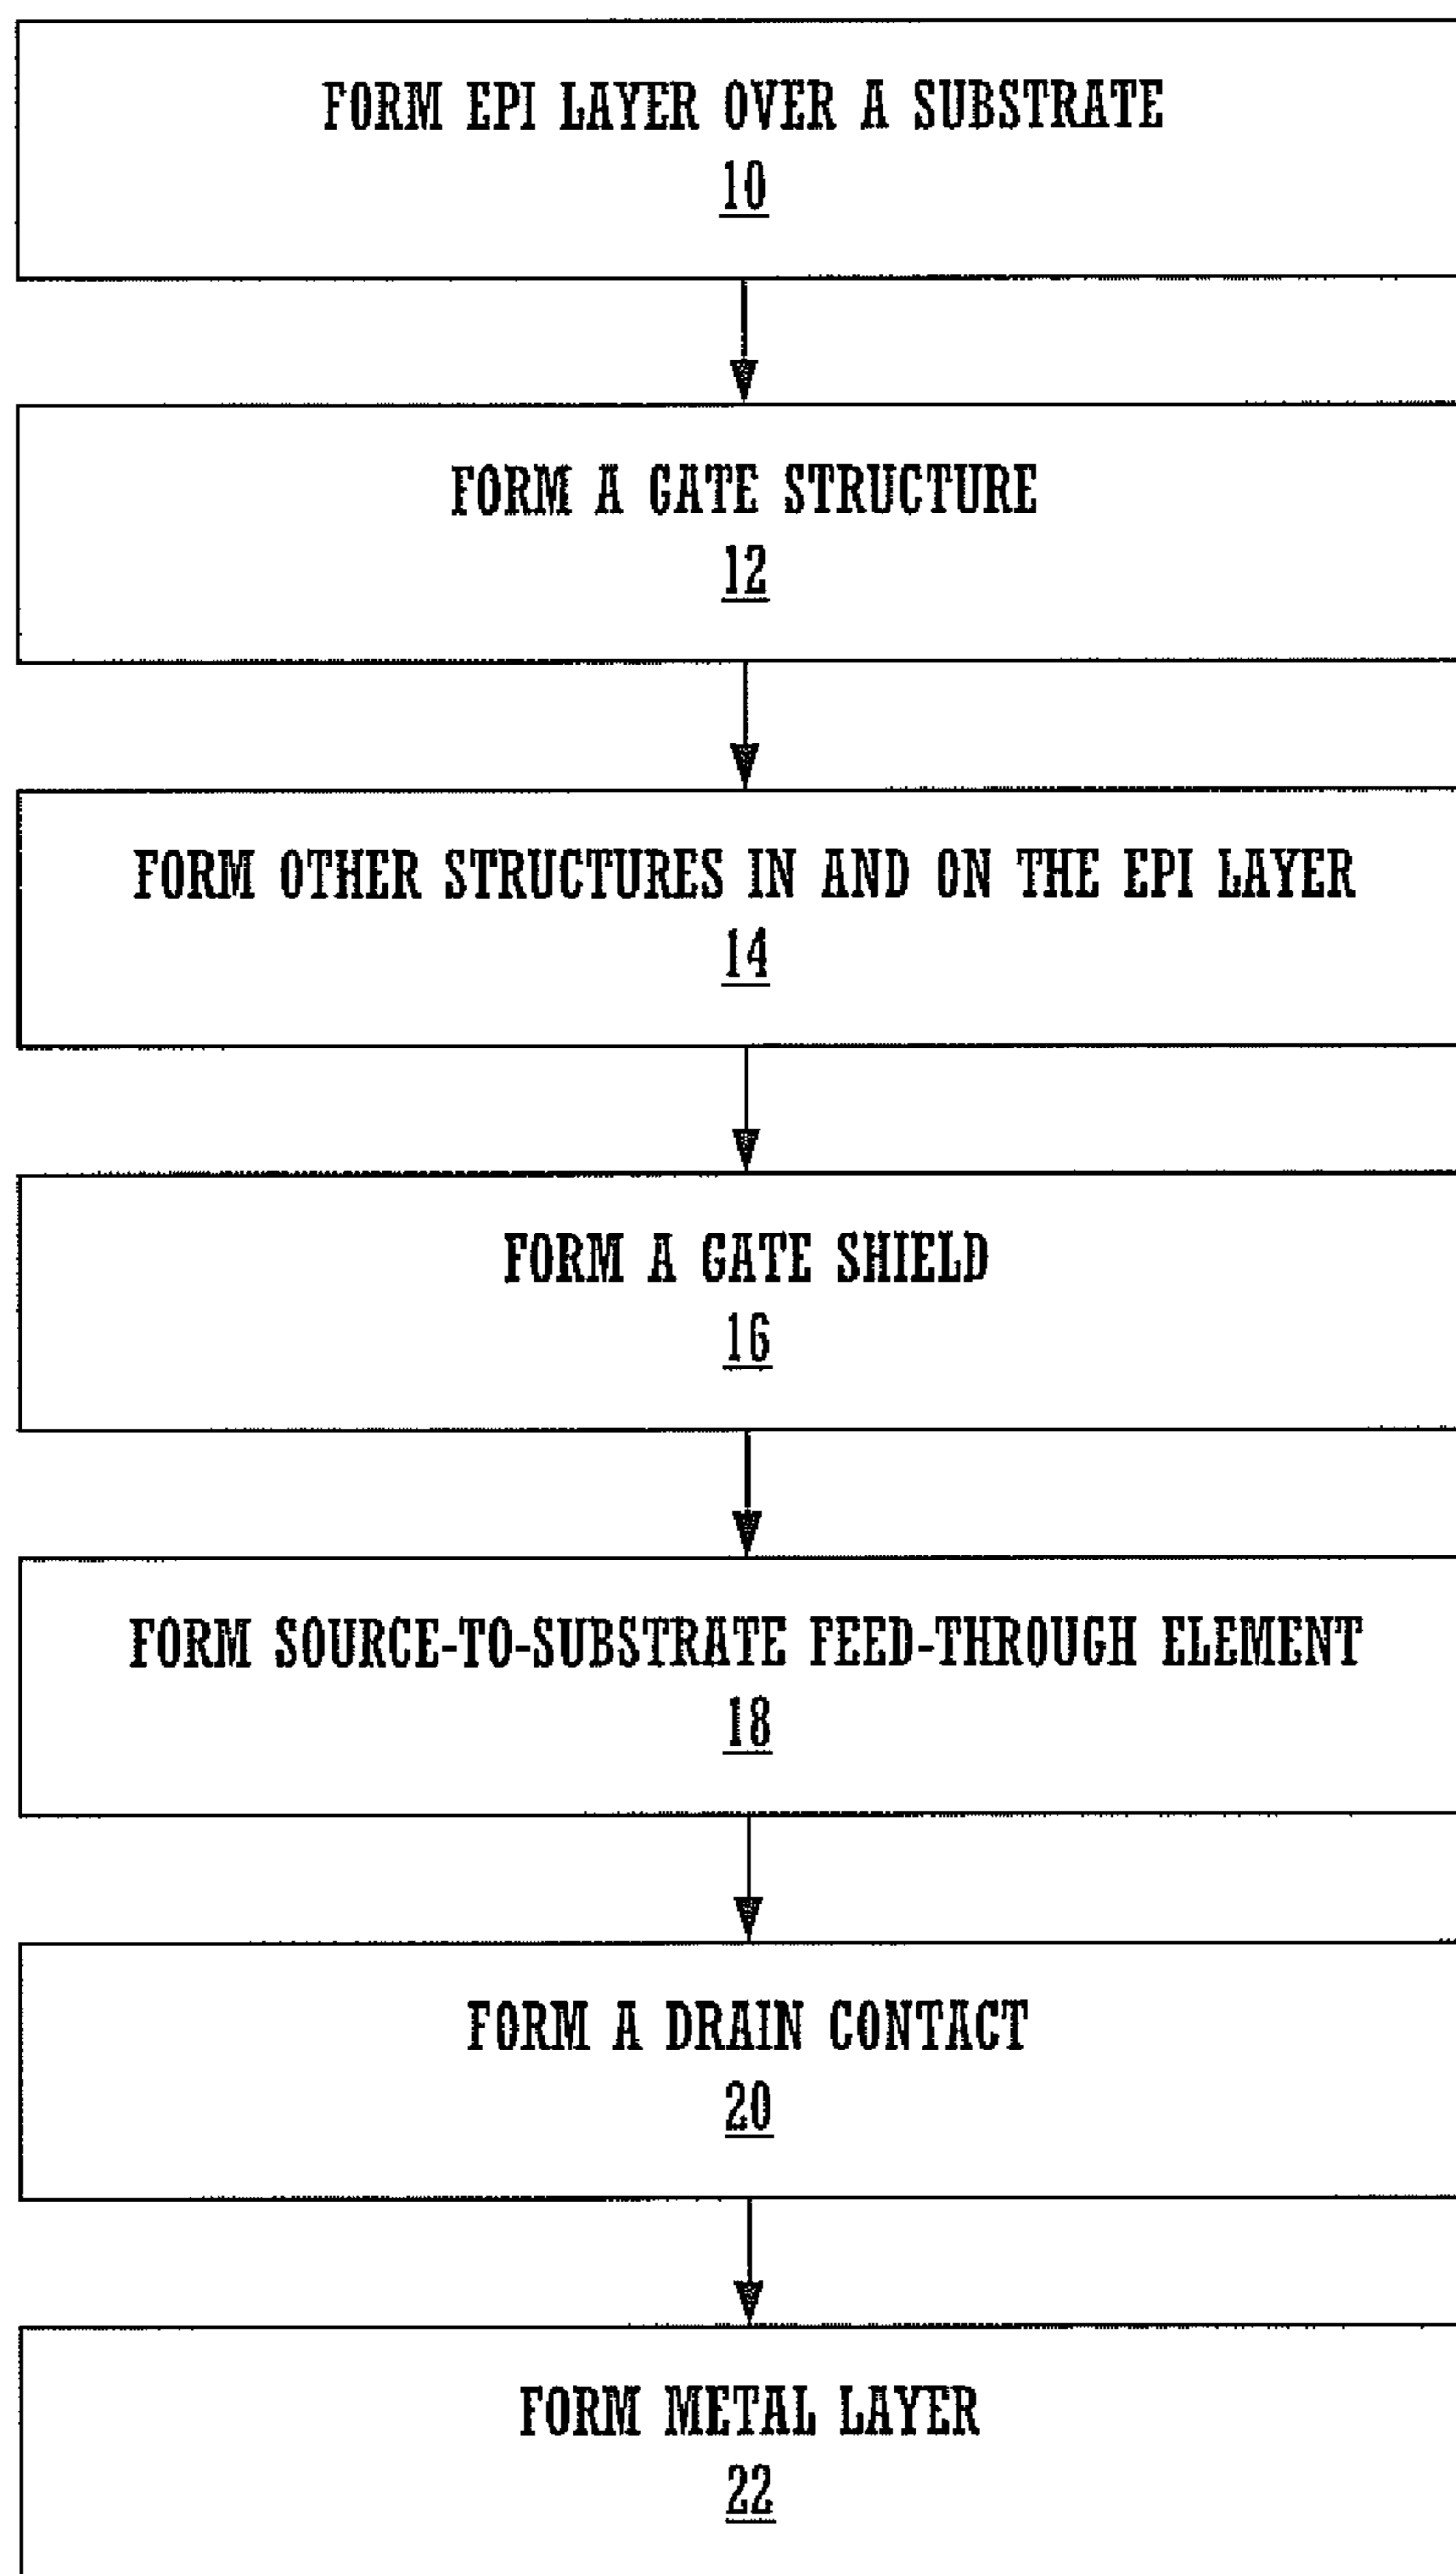 FORM EPI LAYER OVER A SUBSTRATE
10
FORM A GATE STRUCTURE
12
FORM OTHER STRUCTURES IN AND ON THE EPI LAYER
14
FORM A GATE SHIELD
16
FORM SOURCE-TO-SUBSTRATE FEED-THROUGH ELEMENT
18
FORM A DRAIN CONTACT
20
FORM METAL LAYER
22